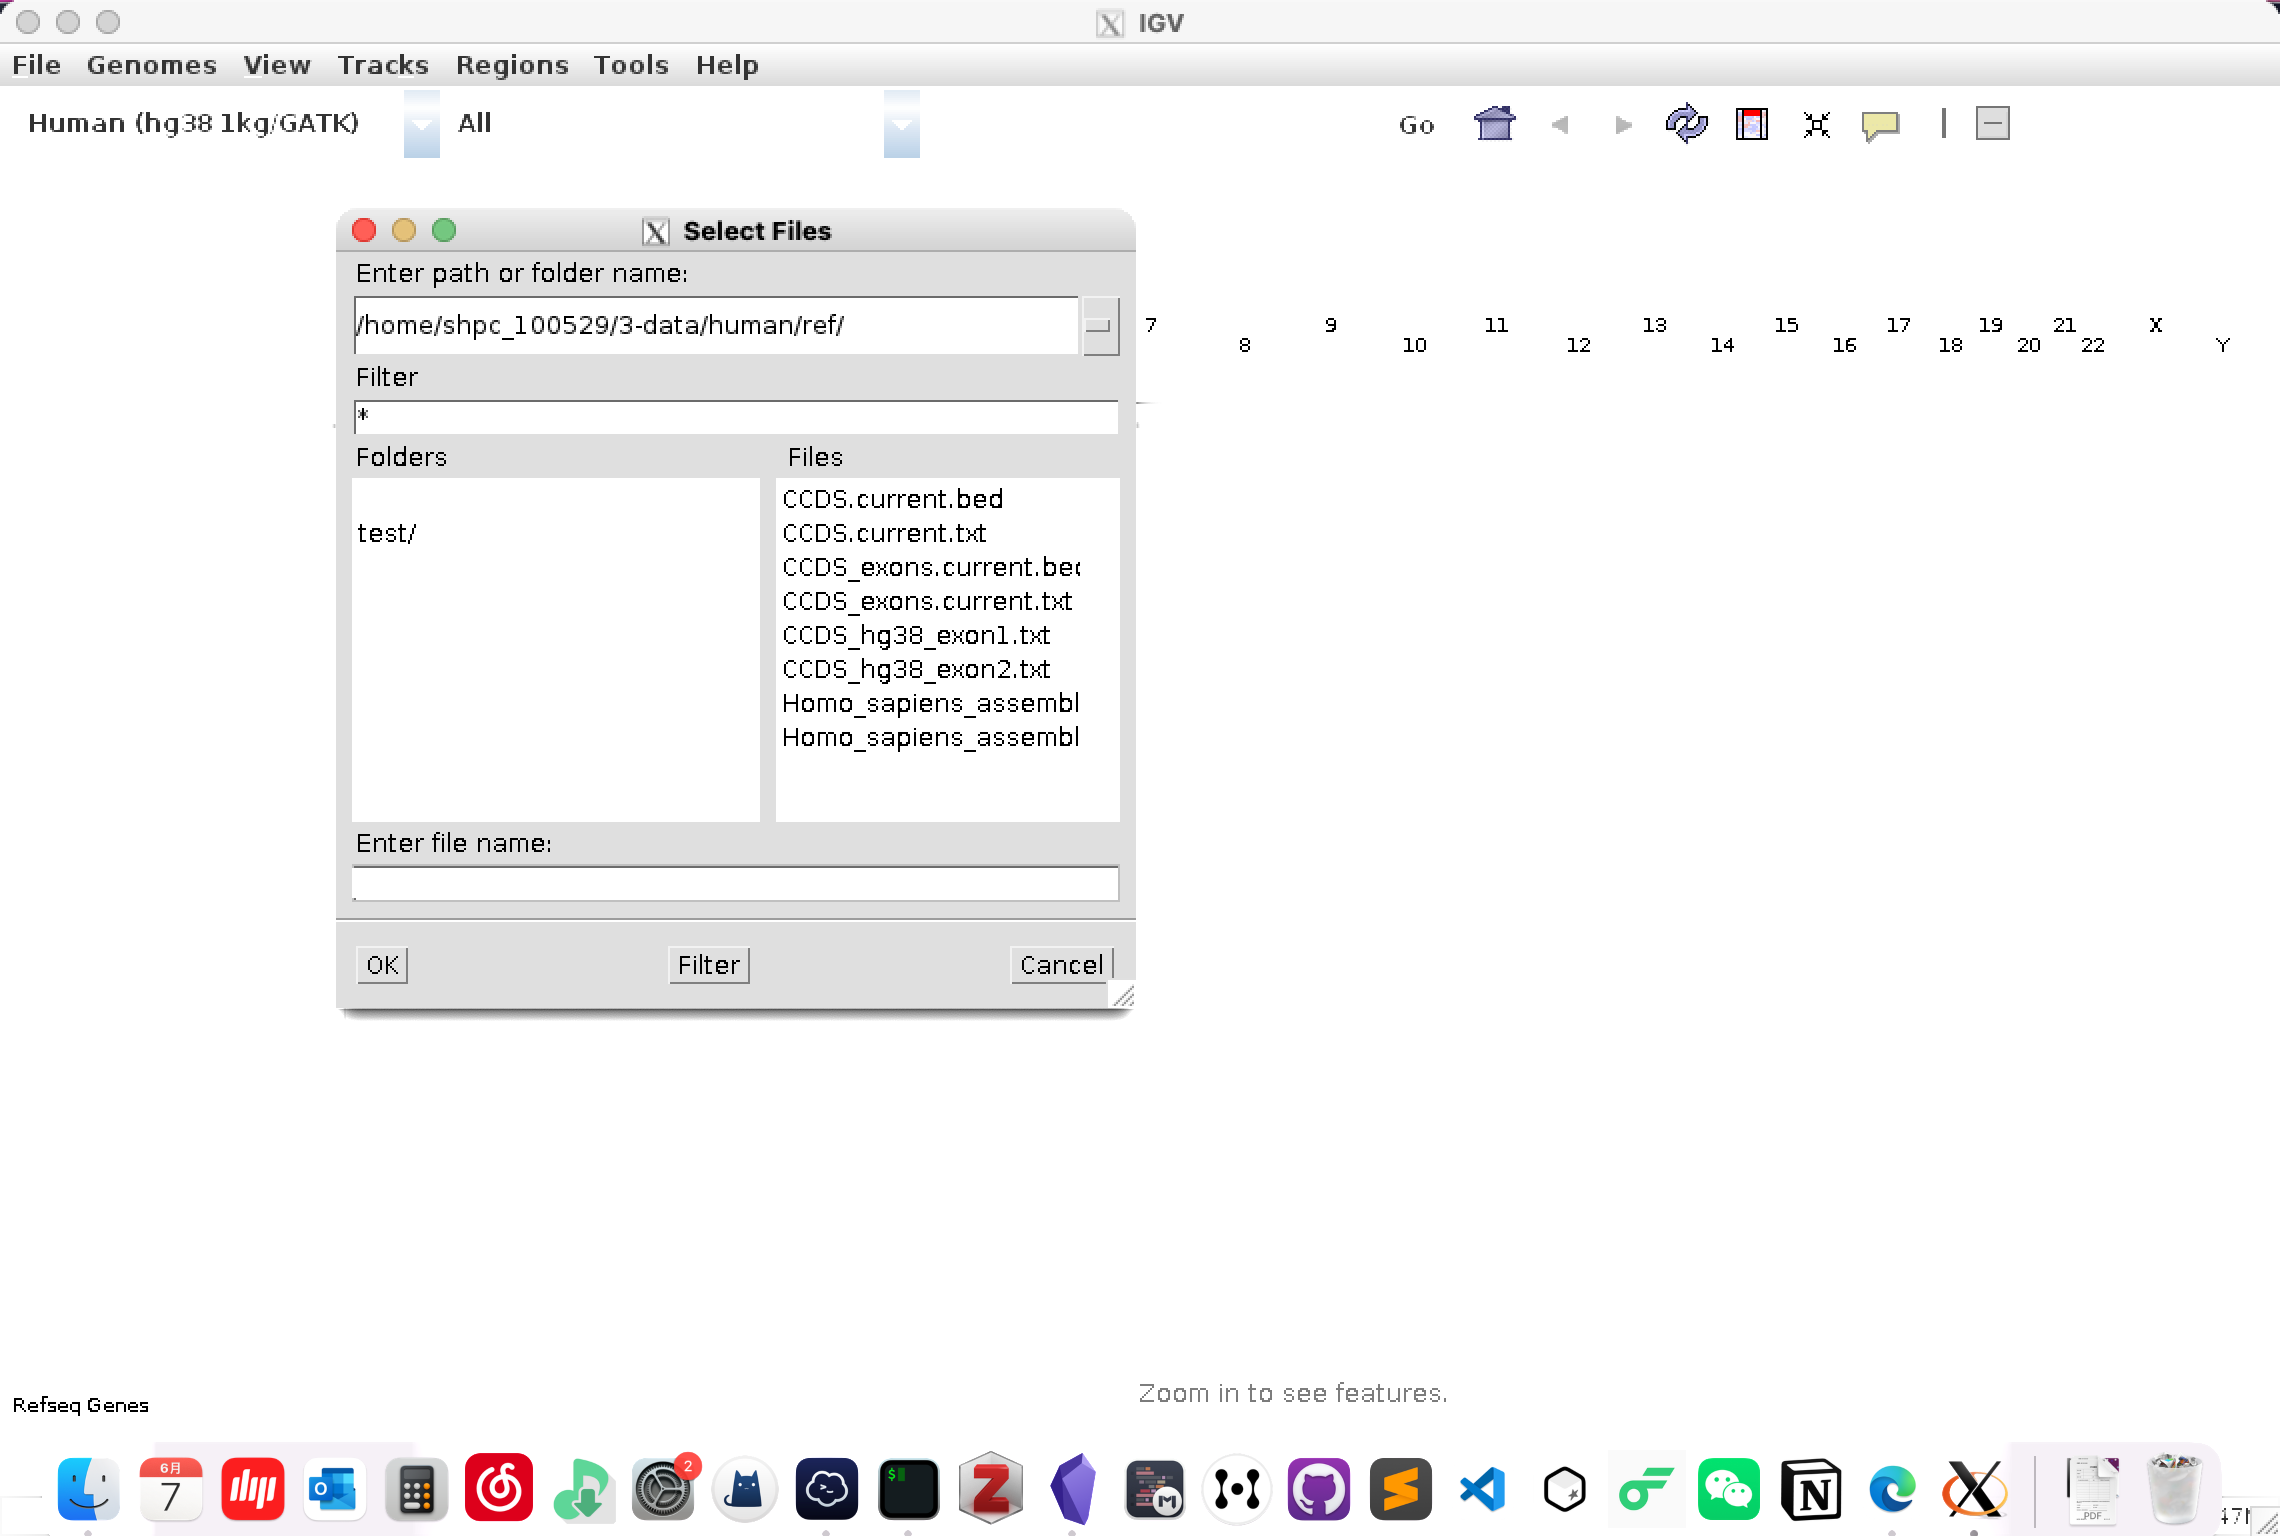 IGV
File Genomes View Tracks Regions Tools Help
Human (hg38 1kg/GATK) All Go
Select Files
Enter path or folder name:
/home/shpc_100529/3-data/human/ref/
7 9 11 13 15 17 19 21 X
8 10 12 14 16 18 20 22 Y
Filter
*
Folders Files
CCDS.current.bed
test/ CCDS.current.txt
CCDS_exons.current.bed
CCDS_exons.current.txt
CCDS_hg38_exon1.txt
CCDS_hg38_exon2.txt
Homo_sapiens_assembl
Homo_sapiens_assembl
Enter file name:
OK Filter Cancel
Zoom in to see features.
Refseq Genes
6月
7
2
$
Z
M
N
X
...PDF...